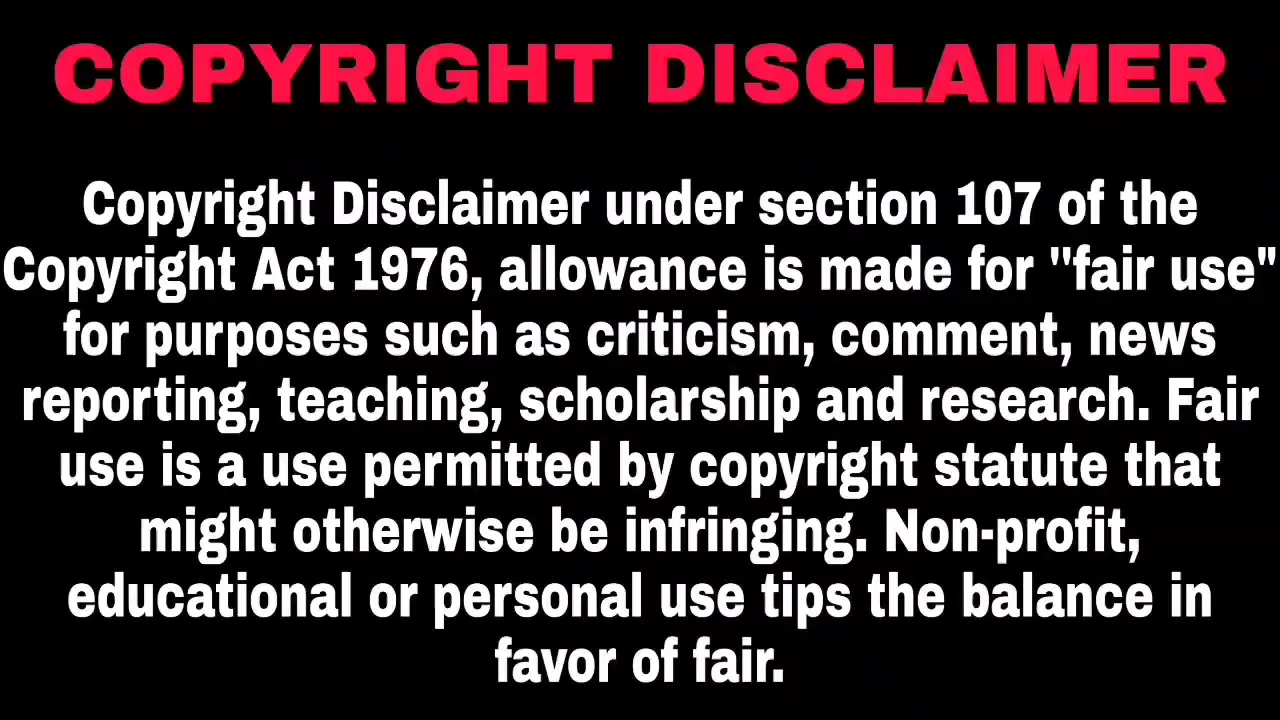 COPYRIGHT DISCLAIMER
Copyright Disclaimer under section 107 of the
Copyright Act 1976, allowance is made for "fair use"
for purposes such as criticism, comment, news
reporting, teaching, scholarship and research. Fair
use is a use permitted by copyright statute that
might otherwise be infringing. Non-profit,
educational or personal use tips the balance in
favor of fair.